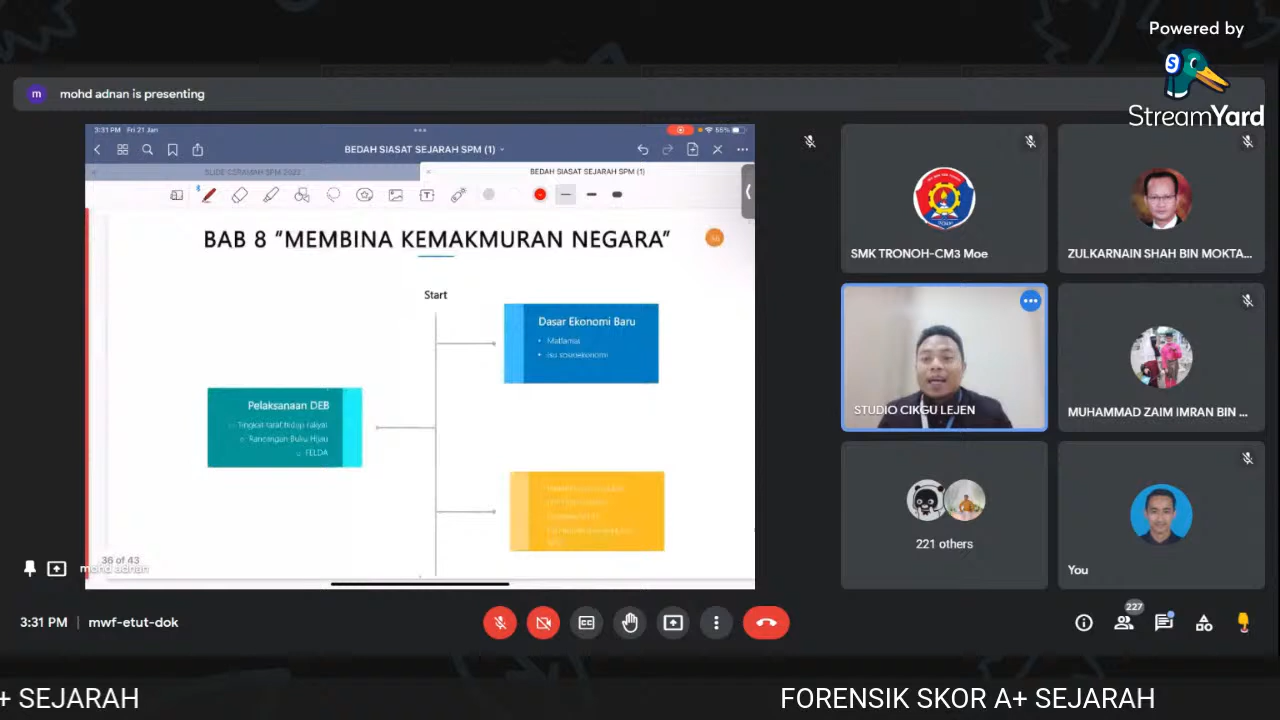 Powered by
StreamYard
m
mohd adnan is presenting
3:31 PM Fri 21 Jan
55%
BEDAH SIASAT SEJARAH SPM (1)
SLIDE CERAMAH SPM 2022
BEDAH SIASAT SEJARAH SPM (1)
BAB 8 “MEMBINA KEMAKMURAN NEGARA”
36
Start
Dasar Ekonomi Baru
Matlamat
Isu sosioekonomi
Pelaksanaan DEB
Tingkat taraf hidup rakyat
Rancangan Buku Hijau
FELDA
36 of 43
mohd adnan
SMK TRONOH-CM3 Moe
ZULKARNAIN SHAH BIN MOKTA...
STUDIO CIKGU LEJEN
MUHAMMAD ZAIM IMRAN BIN ...
221 others
You
3:31 PM | mwf-etut-dok
227
+ SEJARAH
FORENSIK SKOR A+ SEJARAH